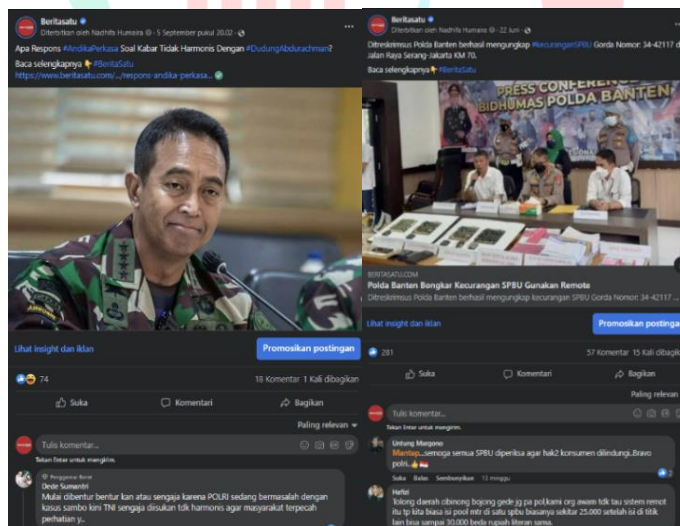 Beritasatu
Diterbitkan oleh Nadhifa Humaira · 5 September pukul 20.02 ·
Apa Respons #AndikaPerkasa Soal Kabar Tidak Harmonis Dengan #DudungAbdurachman?
Baca selengkapnya 👇 #BeritaSatu
https://www.beritasatu.com/.../respons-andika-perkasa...
Lihat insight dan iklan
Promosikan postingan
74
18 Komentar 1 Kali dibagikan
Suka
Komentari
Bagikan
Paling relevan
Tulis komentar...
Tekan Enter untuk mengirim.
Penggemar Berat
Dede Sumantri
Mulai dibentur bentur kan atau sengaja karena POLRI sedang bermasalah dengan
kasus sambo kini TNI sengaja diisukan tdk harmonis agar masyarakat terpecah
perhatian y..
Beritasatu
Diterbitkan oleh Nadhifa Humaira · 22 Juni ·
Ditreskrimsus Polda Banten berhasil mengungkap #kecuranganSPBU Gorda Nomor: 34-42117 d
Jalan Raya Serang-Jakarta KM 70.
Baca selengkapnya 👇 #BeritaSatu
PRESS CONFERENCE
BIDHUMAS POLDA BANTEN
BERITASATU.COM
Polda Banten Bongkar Kecurangan SPBU Gunakan Remote
Ditreskrimsus Polda Banten berhasil mengungkap kecurangan SPBU Gorda Nomor: 34-42117 ...
Lihat insight dan iklan
Promosikan postinga
281
57 Komentar 15 Kali dibagik
Suka
Komentari
Bagikan
Paling relevan
Tulis komentar...
Tekan Enter untuk mengirim.
Untung Margono
Mantap...semoga semua SPBU diperiksa agar hak2 konsumen dilindungi..Bravo
polri..👍🇮🇩
2
Suka Balas Sembunyikan 13 minggu
Hafizi
Tolong daerah cibinong bojong gede jg pa pol,kami org awam tdk tau sistem remot
itu tp kita biasa isi pool mtr di satu spbu biasanya sekitar 25.000 setelah isi di titik
lain bisa sampai 30.000 beda rupiah literan sama.